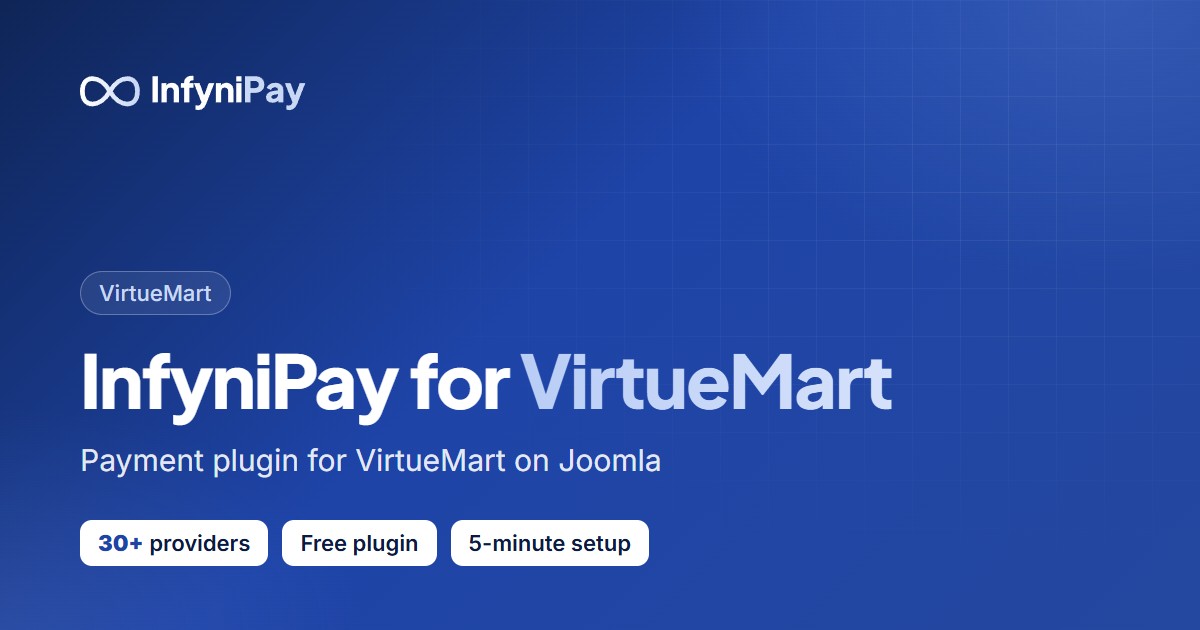 InfyniPay
VirtueMart
InfyniPay for VirtueMart
Payment plugin for VirtueMart on Joomla
30+ providers
Free plugin
5-minute setup